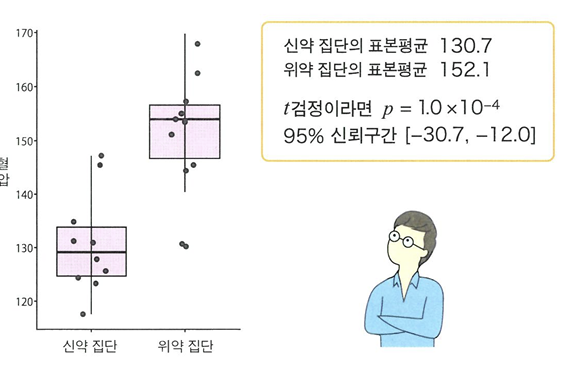 170
160
150
140
130
120
혈압
신약 집단
위약 집단
신약 집단의 표본평균 130.7
위약 집단의 표본평균 152.1
t검정이라면 p = 1.0 × 10⁻⁴
95% 신뢰구간 [−30.7, −12.0]